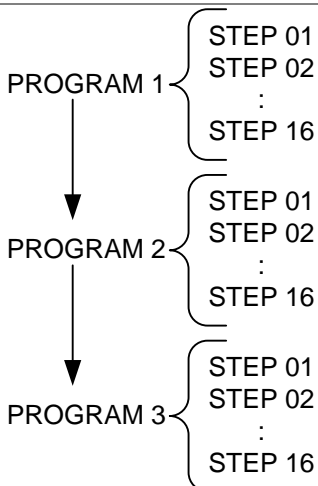 STEP 01
STEP 02
PROGRAM 1
:
STEP 16
STEP 01
STEP 02
PROGRAM 2
:
STEP 16
STEP 01
STEP 02
PROGRAM 3
:
STEP 16